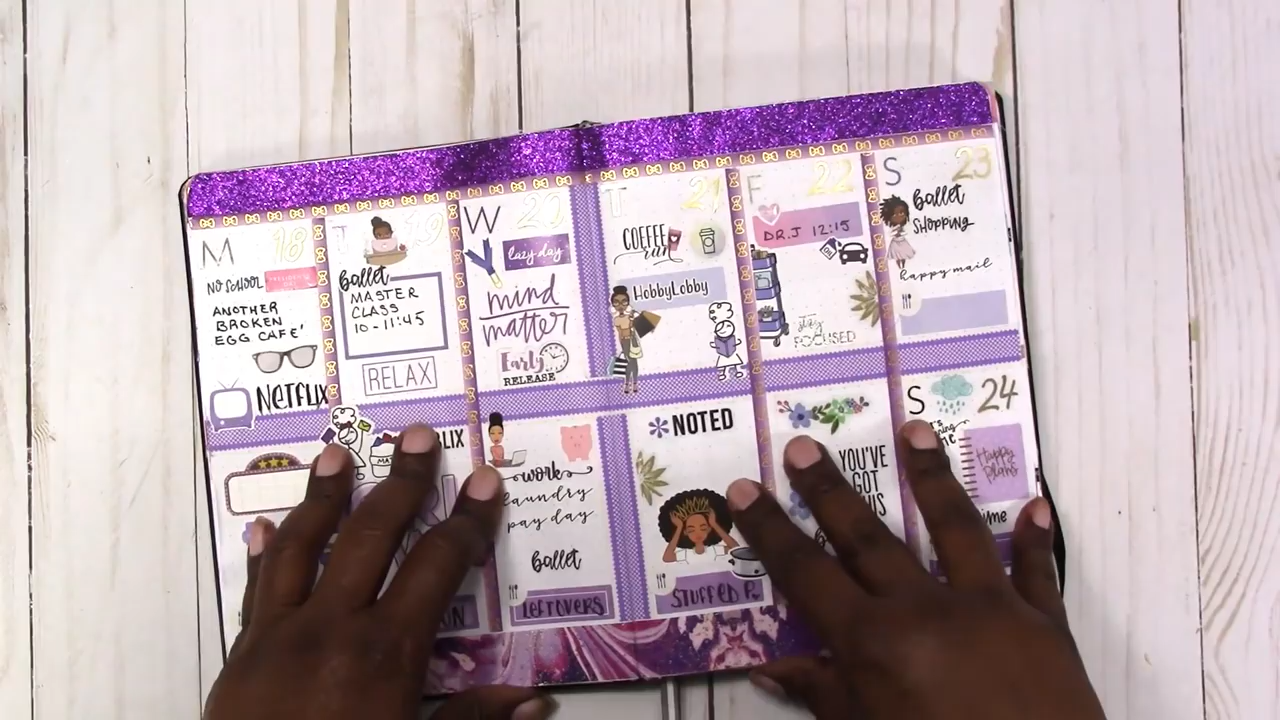 M 18
NO SCHOOL
ANOTHER
BROKEN
EGG CAFE'
NETFLIX
T 19
ballet
MASTER
CLASS
10-11:45
RELAX
W 20
lazy day
mind
matter
Early
RELEASE
T 21
COFFEE
run
HobbyLobby
F 22
DR.J 12:15
stay
FOCUSED
S 23
ballet
Shopping
happy mail
work
laundry
pay day
ballet
LEFTOVERS
*NOTED
STUFFED P.
YOU'VE
GOT
S 24
Happy
Plans